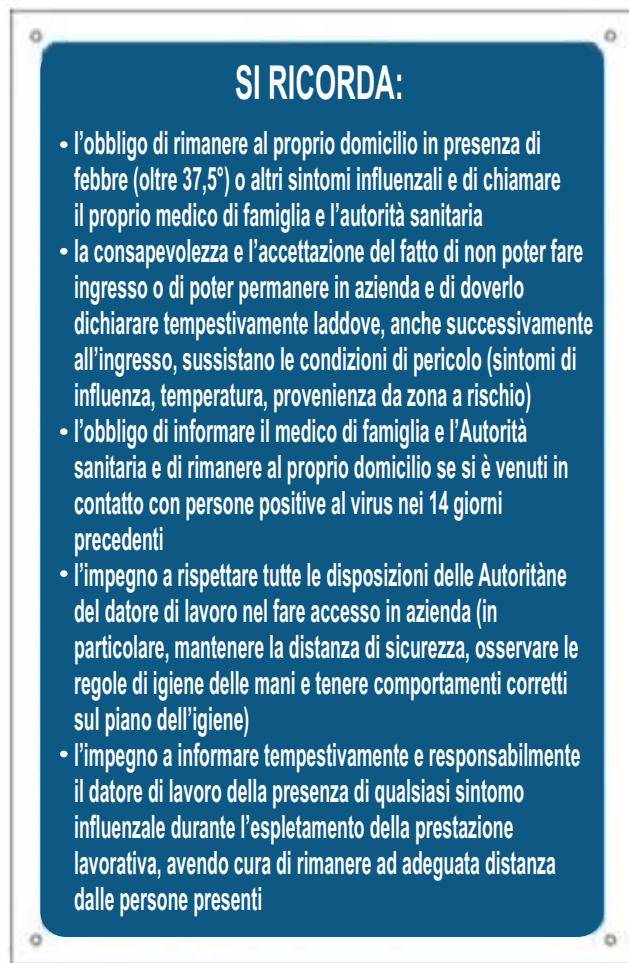 SI RICORDA:
• l'obbligo di rimanere al proprio domicilio in presenza di
febbre (oltre 37,5°) o altri sintomi influenzali e di chiamare
il proprio medico di famiglia e l'autorità sanitaria
• la consapevolezza e l'accettazione del fatto di non poter fare
ingresso o di poter permanere in azienda e di doverlo
dichiarare tempestivamente laddove, anche successivamente
all'ingresso, sussistano le condizioni di pericolo (sintomi di
influenza, temperatura, provenienza da zona a rischio)
• l'obbligo di informare il medico di famiglia e l'Autorità
sanitaria e di rimanere al proprio domicilio se si è venuti in
contatto con persone positive al virus nei 14 giorni
precedenti
• l'impegno a rispettare tutte le disposizioni delle Autoritàne
del datore di lavoro nel fare accesso in azienda (in
particolare, mantenere la distanza di sicurezza, osservare le
regole di igiene delle mani e tenere comportamenti corretti
sul piano dell'igiene)
• l'impegno a informare tempestivamente e responsabilmente
il datore di lavoro della presenza di qualsiasi sintomo
influenzale durante l'espletamento della prestazione
lavorativa, avendo cura di rimanere ad adeguata distanza
dalle persone presenti